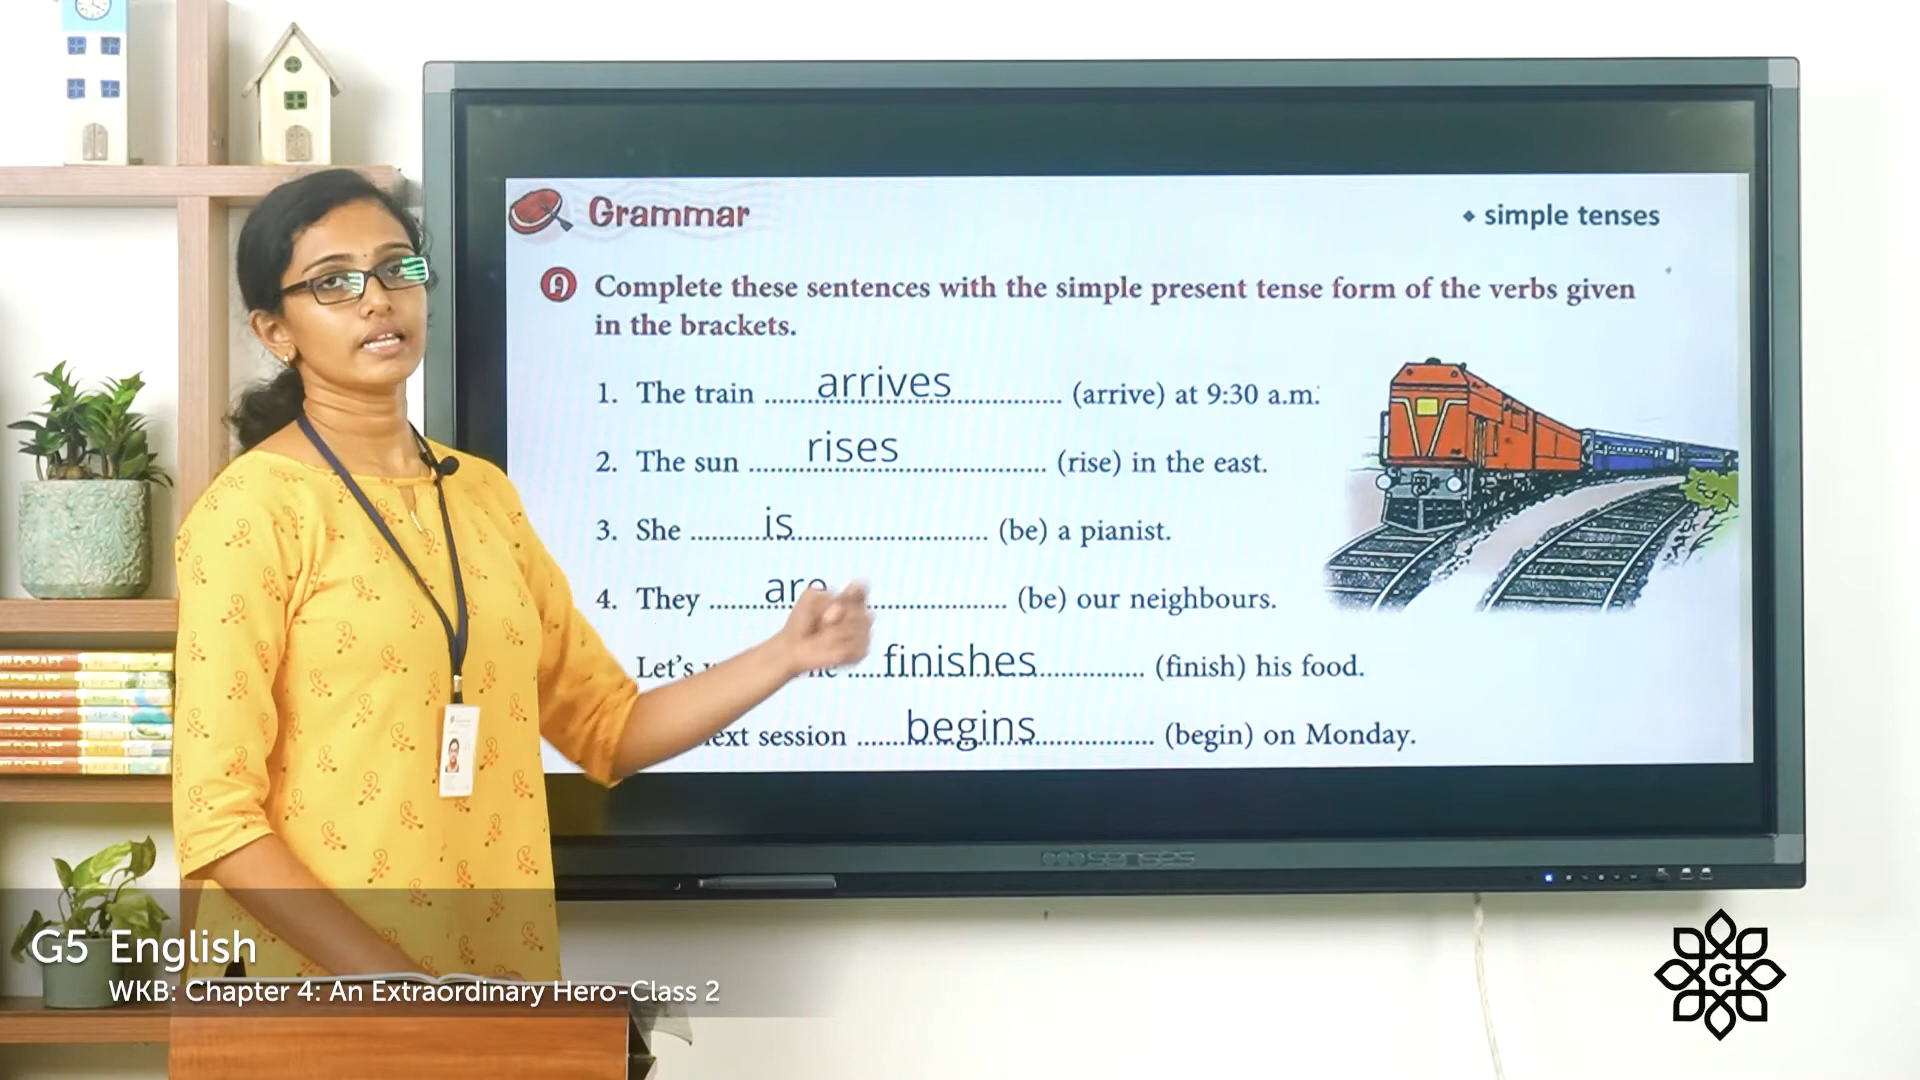 Grammar
❖ simple tenses
A Complete these sentences with the simple present tense form of the verbs given
in the brackets.
1. The train ........arrives............ (arrive) at 9:30 a.m.
2. The sun ........rises............ (rise) in the east.
3. She ........is............ (be) a pianist.
4. They ........are............ (be) our neighbours.
Let's ........finishes............ (finish) his food.
session ........begins............ (begin) on Monday.
G5 English
WKB: Chapter 4: An Extraordinary Hero-Class 2
G